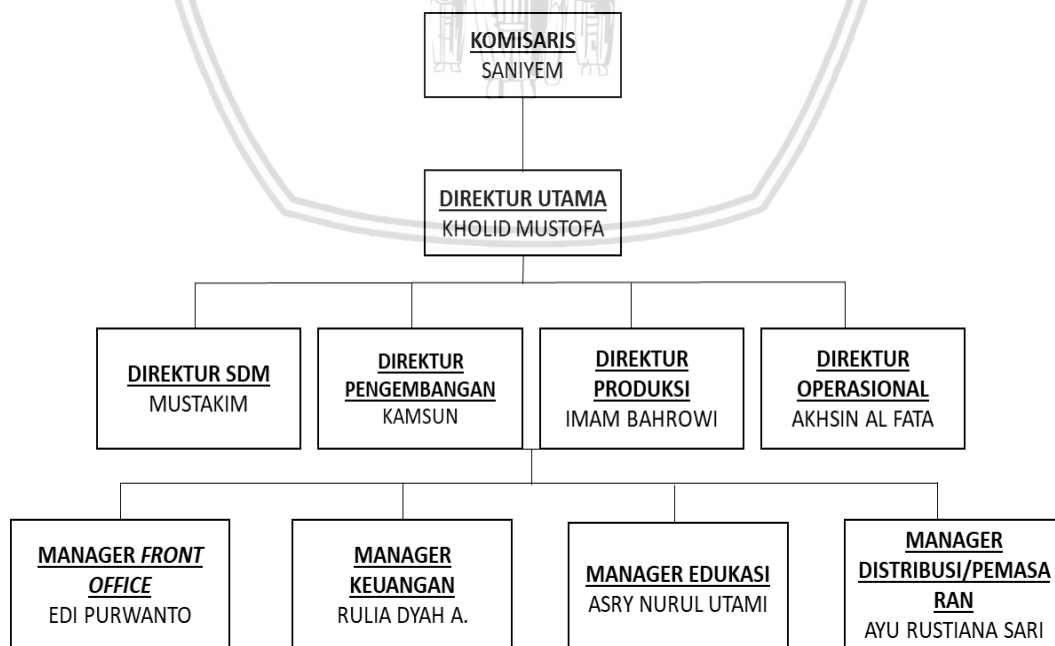 KOMISARIS
SANIYEM
DIREKTUR UTAMA
KHOLID MUSTOFA
DIREKTUR SDM
MUSTAKIM
DIREKTUR
PENGEMBANGAN
KAMSUN
DIREKTUR
PRODUKSI
IMAM BAHROWI
DIREKTUR
OPERASIONAL
AKHSIN AL FATA
MANAGER FRONT
OFFICE
EDI PURWANTO
MANAGER
KEUANGAN
RULIA DYAH A.
MANAGER EDUKASI
ASRY NURUL UTAMI
MANAGER
DISTRIBUSI/PEMASA
RAN
AYU RUSTIANA SARI